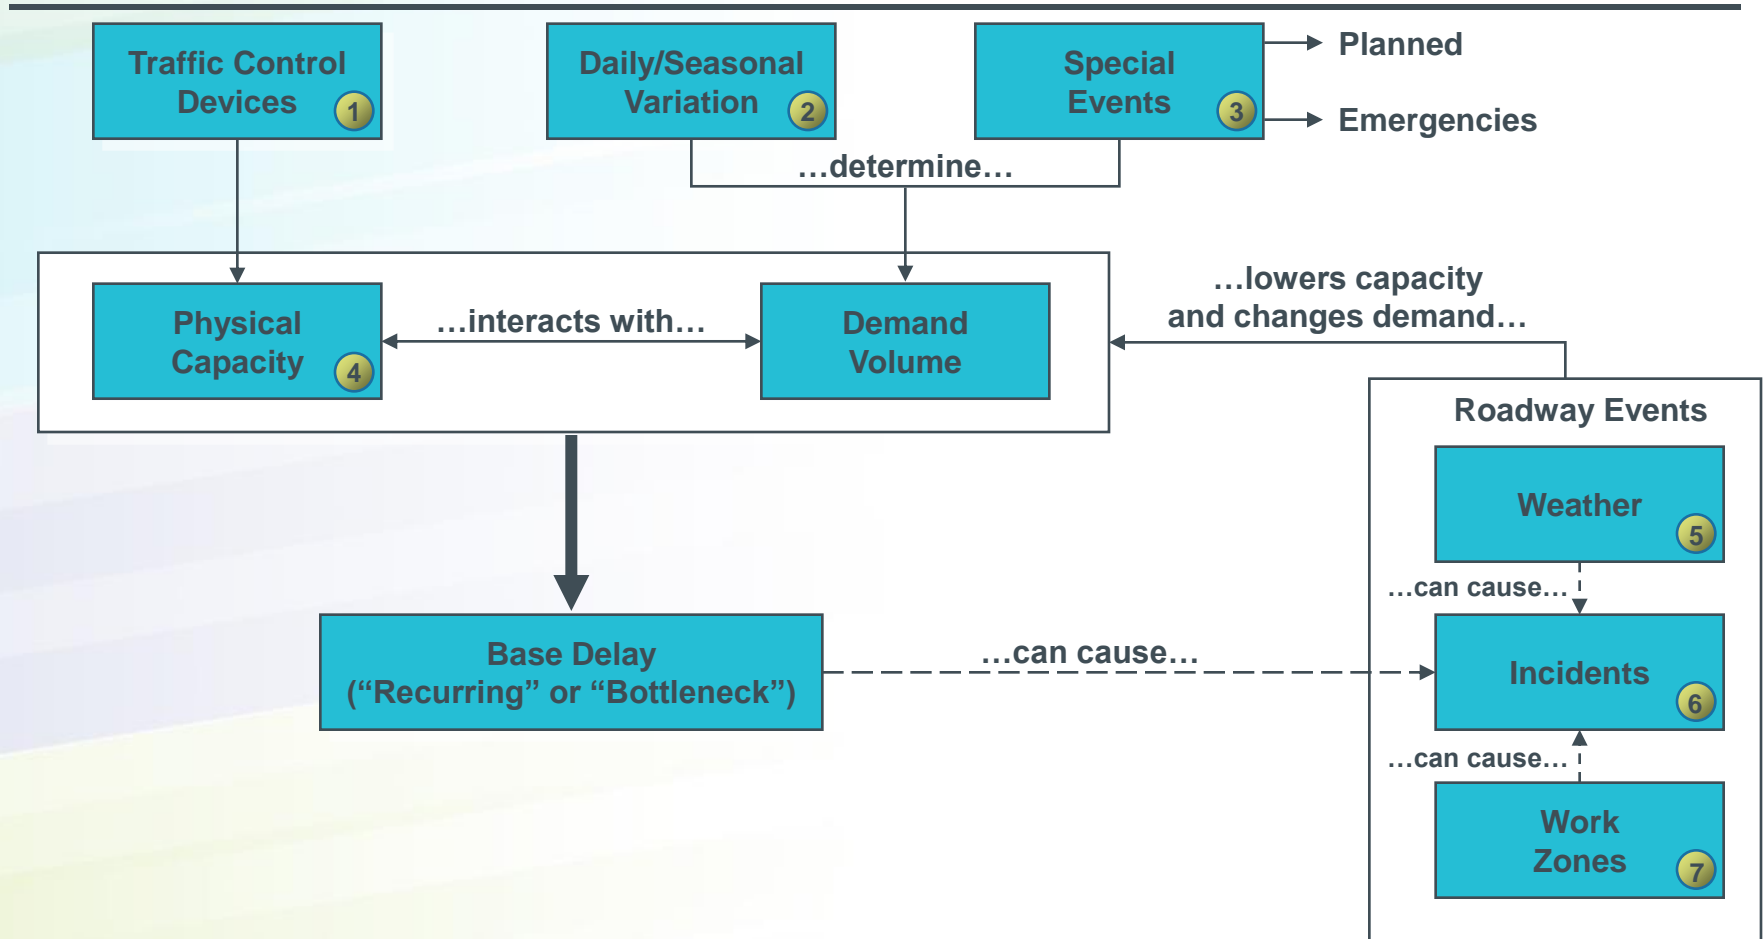 Traffic Control
Devices
1
Daily/Seasonal
Variation
2
Special
Events
3
Planned
Emergencies
…determine…
Physical
Capacity
4
…interacts with…
Demand
Volume
…lowers capacity
and changes demand…
Roadway Events
Weather
5
…can cause…
Base Delay
(“Recurring” or “Bottleneck”)
…can cause…
Incidents
6
…can cause…
Work
Zones
7